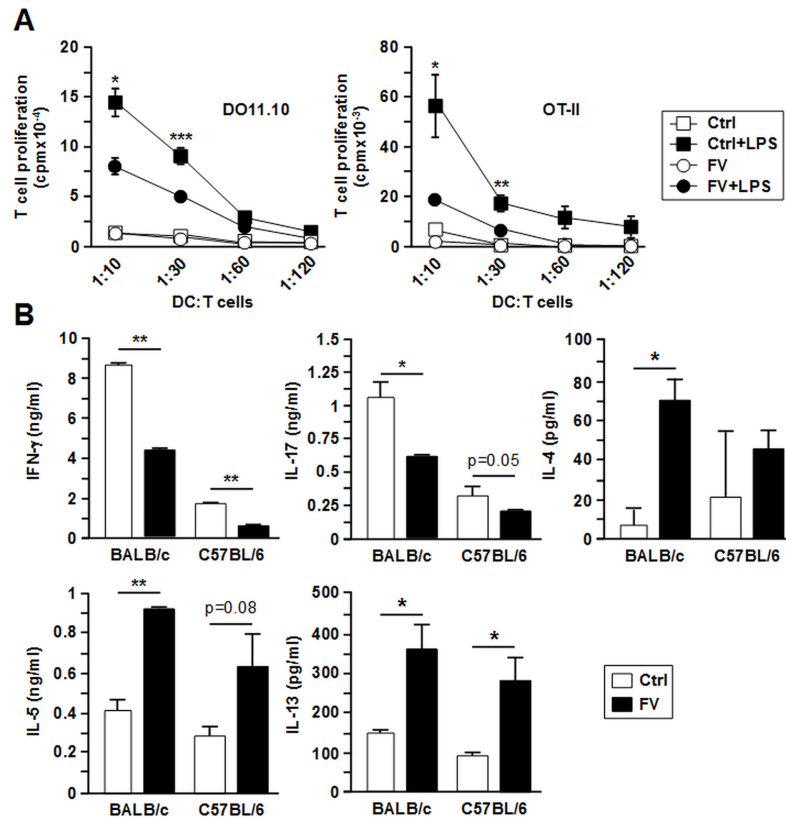 A
T cell proliferation
(cpmx10-4)
20
15
10
5
0
DO11.10
*
***
1:10
1:30
1:60
1:120
DC: T cells
T cell proliferation
(cpmx10-3)
80
60
40
20
0
OT-II
*
**
1:10
1:30
1:60
1:120
DC: T cells
Ctrl
Ctrl+LPS
FV
FV+LPS
B
IFN-γ (ng/ml)
10
8
6
4
2
0
**
**
BALB/c
C57BL/6
IL-17 (ng/ml)
1.5
1.25
1
0.75
0.5
0.25
0
*
p=0.05
BALB/c
C57BL/6
IL-4 (pg/ml)
100
80
60
40
20
0
*
BALB/c
C57BL/6
IL-5 (ng/ml)
1
0.8
0.6
0.4
0.2
0
**
p=0.08
BALB/c
C57BL/6
IL-13 (pg/ml)
500
400
300
200
100
0
*
*
BALB/c
C57BL/6
Ctrl
FV